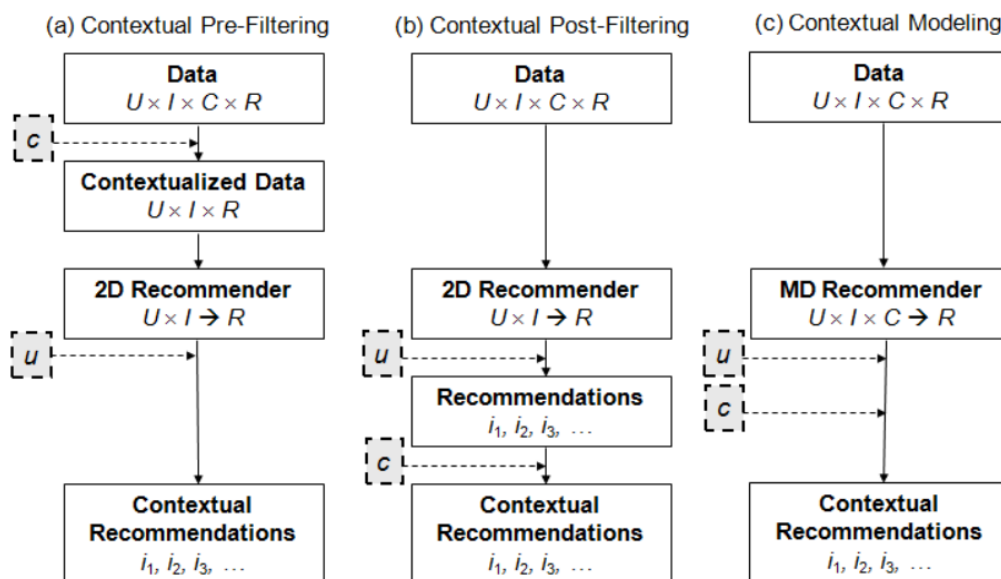 (a) Contextual Pre-Filtering
Data
U × I × C × R
c
Contextualized Data
U × I × R
2D Recommender
U × I → R
u
Contextual
Recommendations
i₁, i₂, i₃, …
(b) Contextual Post-Filtering
Data
U × I × C × R
2D Recommender
U × I → R
u
Recommendations
i₁, i₂, i₃, …
c
Contextual
Recommendations
i₁, i₂, i₃, …
(c) Contextual Modeling
Data
U × I × C × R
MD Recommender
U × I × C → R
u
c
Contextual
Recommendations
i₁, i₂, i₃, …